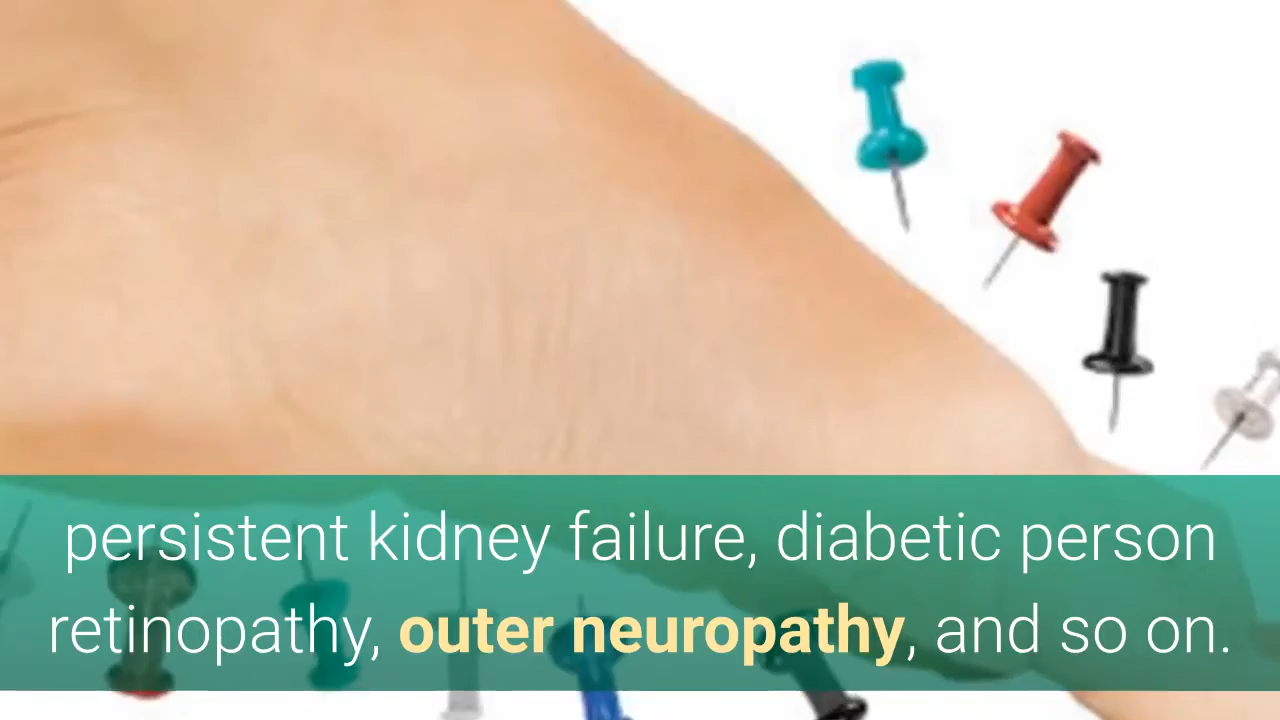 persistent kidney failure, diabetic person
retinopathy, outer neuropathy, and so on.